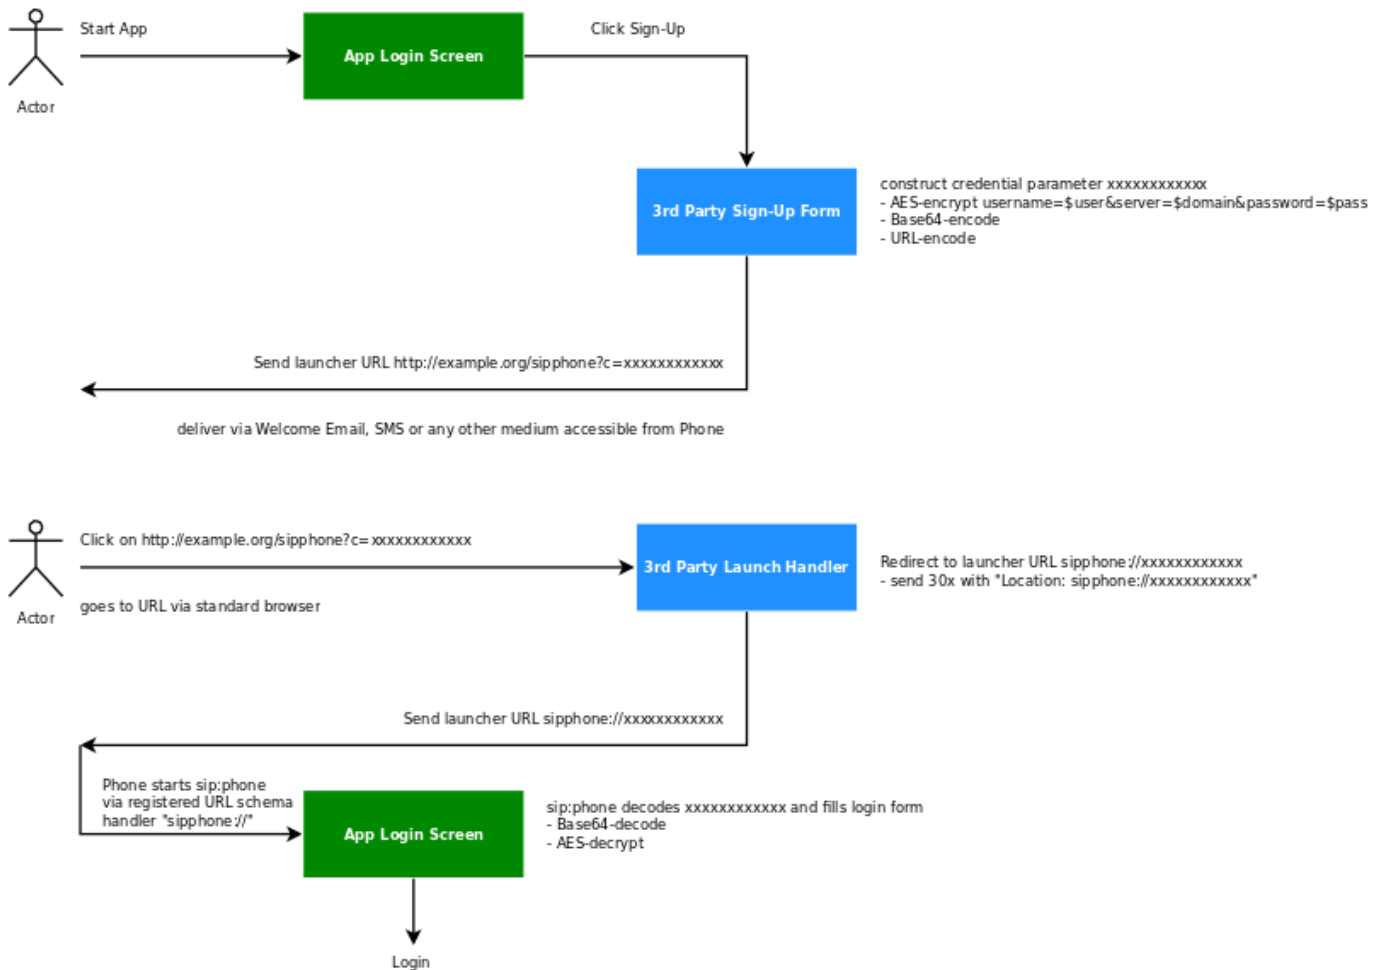 Start App
Click Sign-Up
App Login Screen
Actor
3rd Party Sign-Up Form
construct credential parameter xxxxxxxxxxxx
- AES-encrypt username=$user&server=$domain&password=$pass
- Base64-encode
- URL-encode
Send launcher URL http://example.org/sipphone?c=xxxxxxxxxxxx
deliver via Welcome Email, SMS or any other medium accessible from Phone
Click on http://example.org/sipphone?c=xxxxxxxxxxxx
3rd Party Launch Handler
Redirect to launcher URL sipphone://xxxxxxxxxxxx
- send 30x with "Location: sipphone://xxxxxxxxxxxx"
goes to URL via standard browser
Actor
Send launcher URL sipphone://xxxxxxxxxxxx
Phone starts sip:phone
via registered URL schema
handler "sipphone://"
App Login Screen
sip:phone decodes xxxxxxxxxxxx and fills login form
- Base64-decode
- AES-decrypt
Login